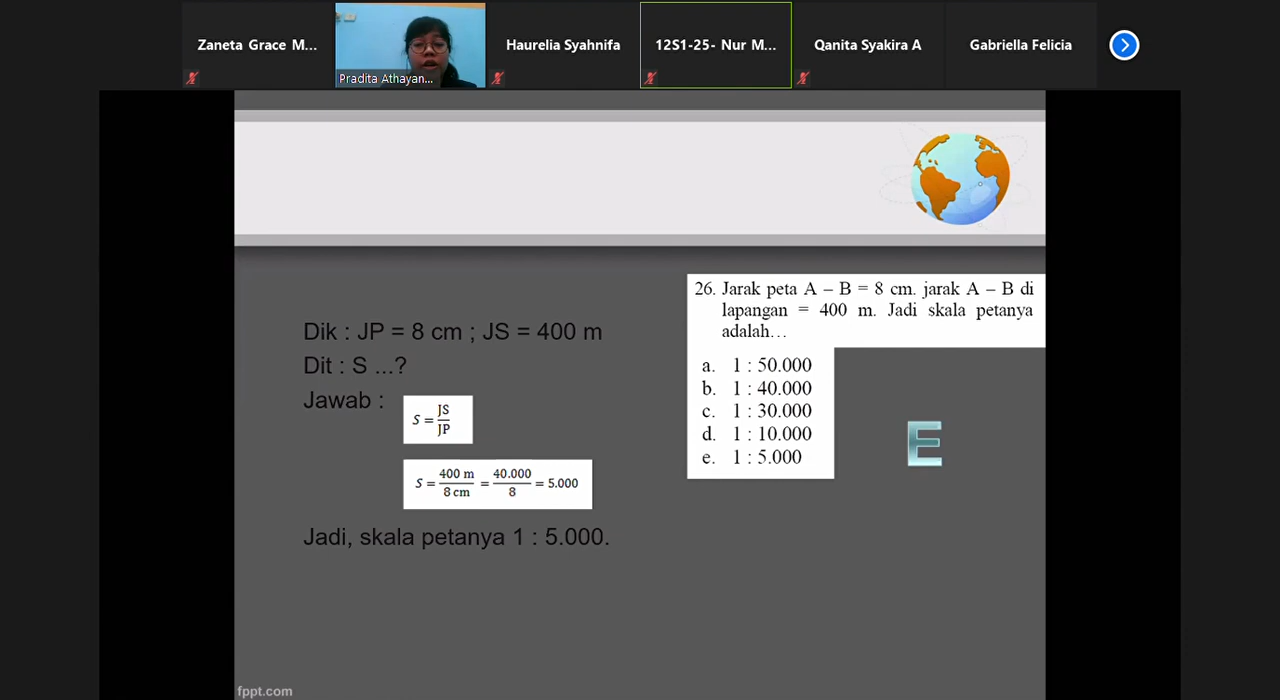 Zaneta Grace M...
Pradita Athayan...
Haurelia Syahnifa
12S1-25- Nur M...
Qanita Syakira A
Gabriella Felicia
Dik : JP = 8 cm ; JS = 400 m
Dit : S ...?
Jawab :
S = JS/JP
S = 400 m/8 cm = 40.000/8 = 5.000
Jadi, skala petanya 1 : 5.000.
26. Jarak peta A – B = 8 cm. jarak A – B di
lapangan = 400 m. Jadi skala petanya
adalah…
a. 1 : 50.000
b. 1 : 40.000
c. 1 : 30.000
d. 1 : 10.000
e. 1 : 5.000
E
fppt.com